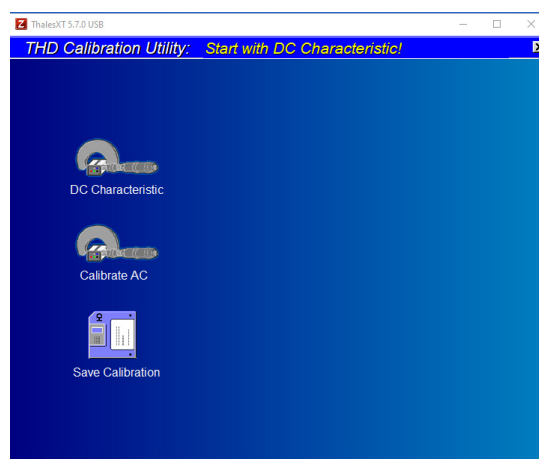 ThalesXT 5.7.0 USB
THD Calibration Utility: Start with DC Characteristic!
DC Characteristic
Calibrate AC
Save Calibration